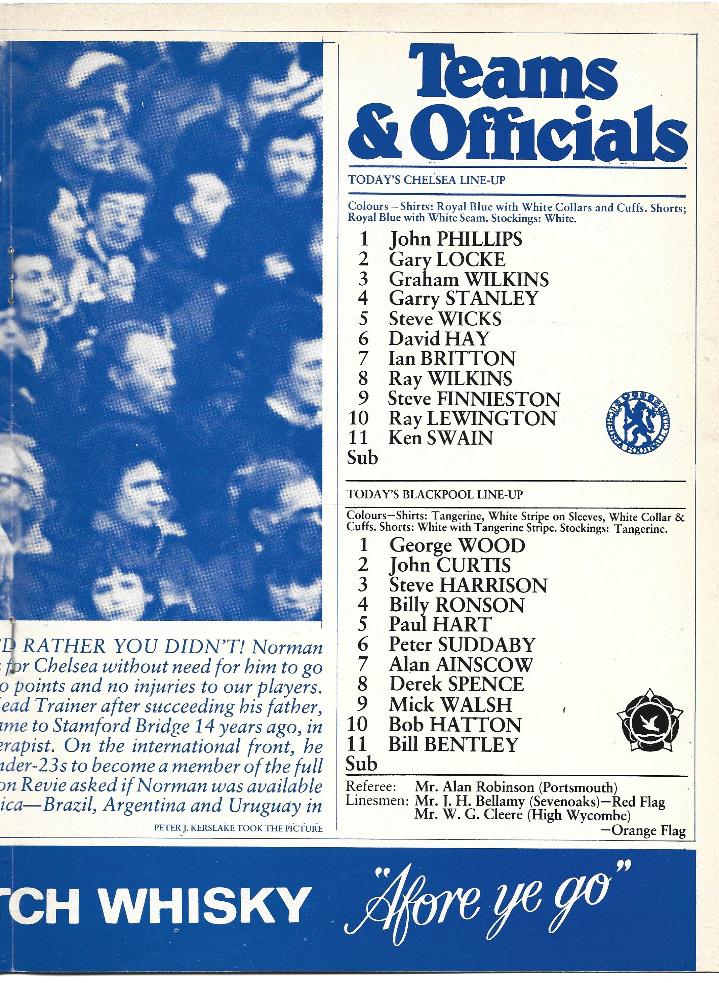 Teams
& Officials
TODAY'S CHELSEA LINE-UP
Colours — Shirts: Royal Blue with White Collars and Cuffs. Shorts;
Royal Blue with White Seam. Stockings: White.
1 John PHILLIPS
2 Gary LOCKE
3 Graham WILKINS
4 Garry STANLEY
5 Steve WICKS
6 David HAY
7 Ian BRITTON
8 Ray WILKINS
9 Steve FINNIESTON
10 Ray LEWINGTON
11 Ken SWAIN
Sub
TODAY'S BLACKPOOL LINE-UP
Colours—Shirts: Tangerine, White Stripe on Sleeves, White Collar &
Cuffs. Shorts: White with Tangerine Stripe. Stockings: Tangerine.
1 George WOOD
2 John CURTIS
3 Steve HARRISON
4 Billy RONSON
5 Paul HART
6 Peter SUDDABY
7 Alan AINSCOW
8 Derek SPENCE
9 Mick WALSH
10 Bob HATTON
11 Bill BENTLEY
Sub
Referee: Mr. Alan Robinson (Portsmouth)
Linesmen: Mr. J. H. Bellamy (Sevenoaks)—Red Flag
Mr. W. G. Cleere (High Wycombe)
—Orange Flag
'D RATHER YOU DIDN'T! Norman
for Chelsea without need for him to go
o points and no injuries to our players.
ead Trainer after succeeding his father,
me to Stamford Bridge 14 years ago, in
erapist. On the international front, he
nder-23s to become a member of the full
on Revie asked if Norman was available
ica—Brazil, Argentina and Uruguay in
PETER J. KERSLAKE TOOK THE PICTURE
TCH WHISKY "Afore ye go"